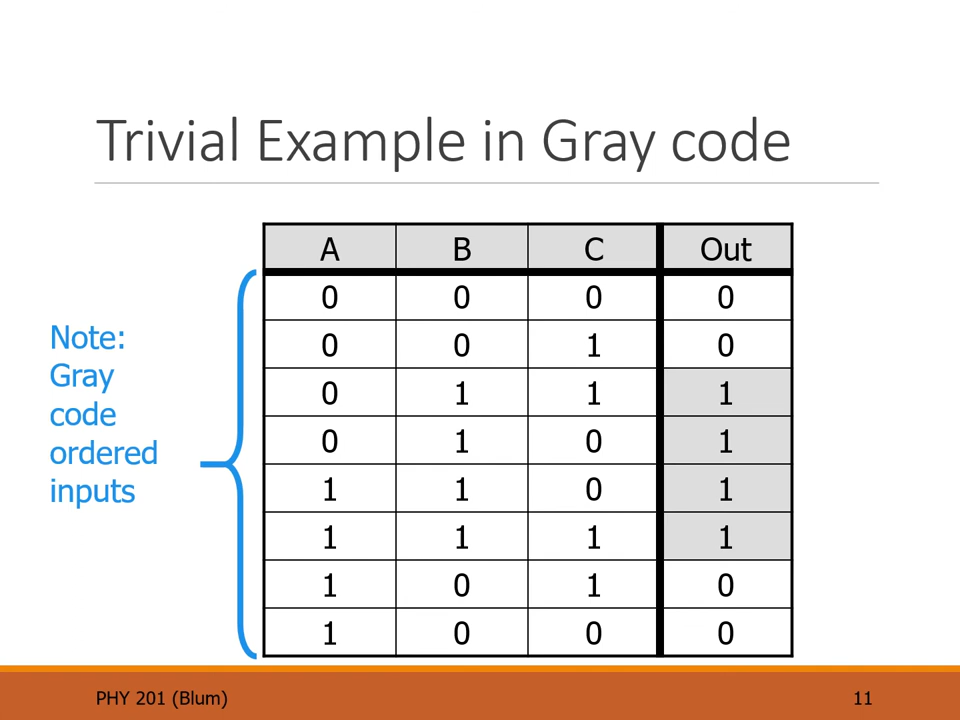 Trivial Example in Gray code
Note:
Gray
code
ordered
inputs
A B C Out
0 0 0 0
0 0 1 0
0 1 1 1
0 1 0 1
1 1 0 1
1 1 1 1
1 0 1 0
1 0 0 0
PHY 201 (Blum) 11